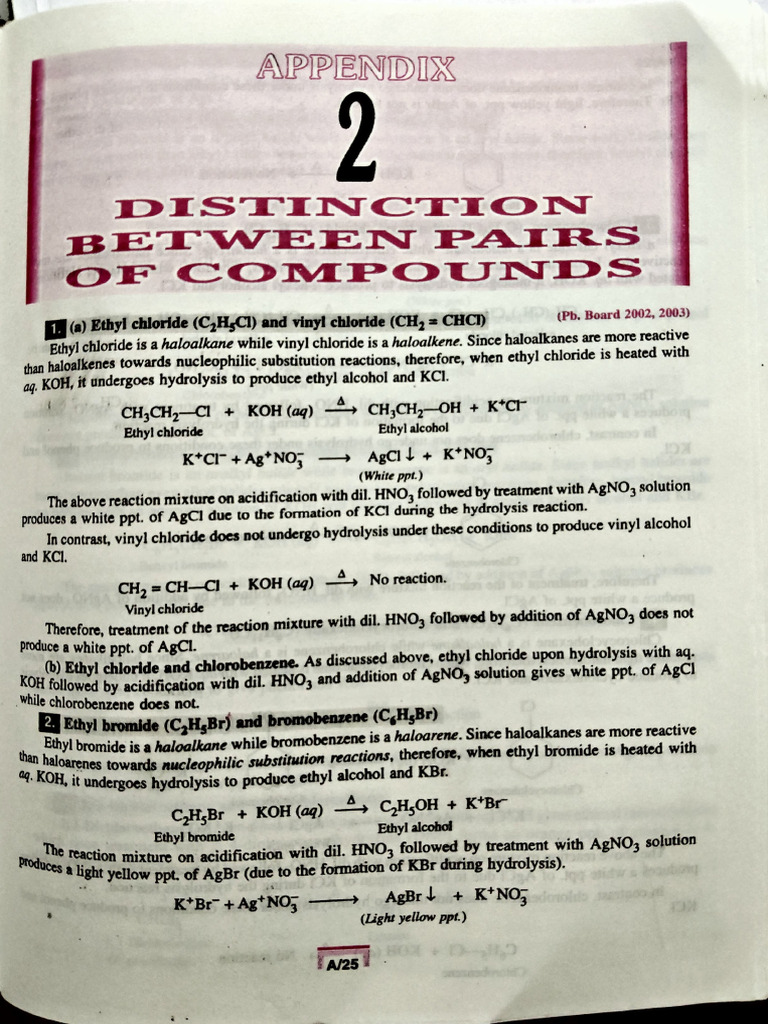 APPENDIX
2
DISTINCTION
BETWEEN PAIRS
OF COMPOUNDS
1. (a) Ethyl chloride (C₂H₅Cl) and vinyl chloride (CH₂ = CHCl) (Pb. Board 2002, 2003)
Ethyl chloride is a haloalkane while vinyl chloride is a haloalkene. Since haloalkanes are more reactive
than haloalkenes towards nucleophilic substitution reactions, therefore, when ethyl chloride is heated with
aq. KOH, it undergoes hydrolysis to produce ethyl alcohol and KCl.
CH₃CH₂—Cl + KOH (aq) —Δ→ CH₃CH₂—OH + K⁺Cl⁻
Ethyl chloride Ethyl alcohol
K⁺Cl⁻ + Ag⁺NO₃⁻ ⟶ AgCl ↓ + K⁺NO₃⁻
(White ppt.)
The above reaction mixture on acidification with dil. HNO₃ followed by treatment with AgNO₃ solution
produces a white ppt. of AgCl due to the formation of KCl during the hydrolysis reaction.
In contrast, vinyl chloride does not undergo hydrolysis under these conditions to produce vinyl alcohol
and KCl.
CH₂ = CH—Cl + KOH (aq) —Δ→ No reaction.
Vinyl chloride
Therefore, treatment of the reaction mixture with dil. HNO₃ followed by addition of AgNO₃ does not
produce a white ppt. of AgCl.
(b) Ethyl chloride and chlorobenzene. As discussed above, ethyl chloride upon hydrolysis with aq.
KOH followed by acidification with dil. HNO₃ and addition of AgNO₃ solution gives white ppt. of AgCl
while chlorobenzene does not.
2. Ethyl bromide (C₂H₅Br) and bromobenzene (C₆H₅Br)
Ethyl bromide is a haloalkane while bromobenzene is a haloarene. Since haloalkanes are more reactive
than haloarenes towards nucleophilic substitution reactions, therefore, when ethyl bromide is heated with
aq. KOH, it undergoes hydrolysis to produce ethyl alcohol and KBr.
C₂H₅Br + KOH (aq) —Δ→ C₂H₅OH + K⁺Br⁻
Ethyl bromide Ethyl alcohol
The reaction mixture on acidification with dil. HNO₃ followed by treatment with AgNO₃ solution
produces a light yellow ppt. of AgBr (due to the formation of KBr during hydrolysis).
K⁺Br⁻ + Ag⁺NO₃⁻ ⟶ AgBr ↓ + K⁺NO₃⁻
(Light yellow ppt.)
A/25